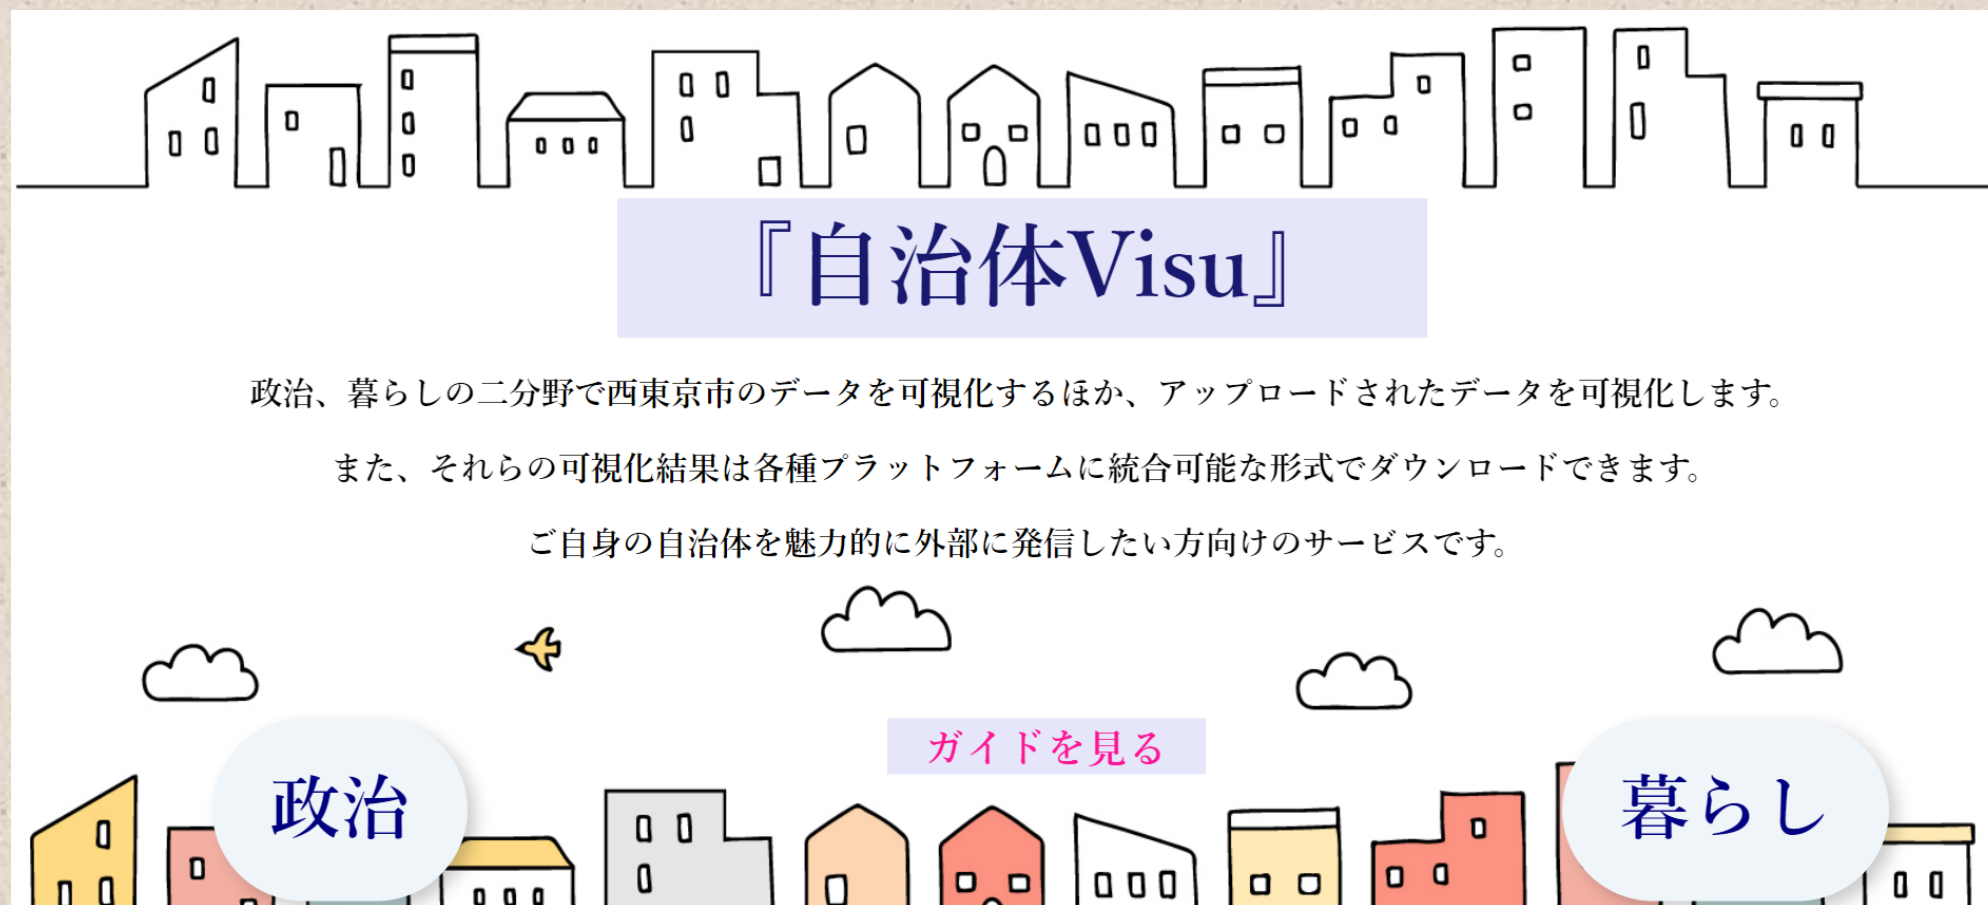 『自治体Visu』
政治、暮らしの二分野で西東京市のデータを可視化するほか、アップロードされたデータを可視化します。
また、それらの可視化結果は各種プラットフォームに統合可能な形式でダウンロードできます。
ご自身の自治体を魅力的に外部に発信したい方向けのサービスです。
ガイドを見る
政治
暮らし